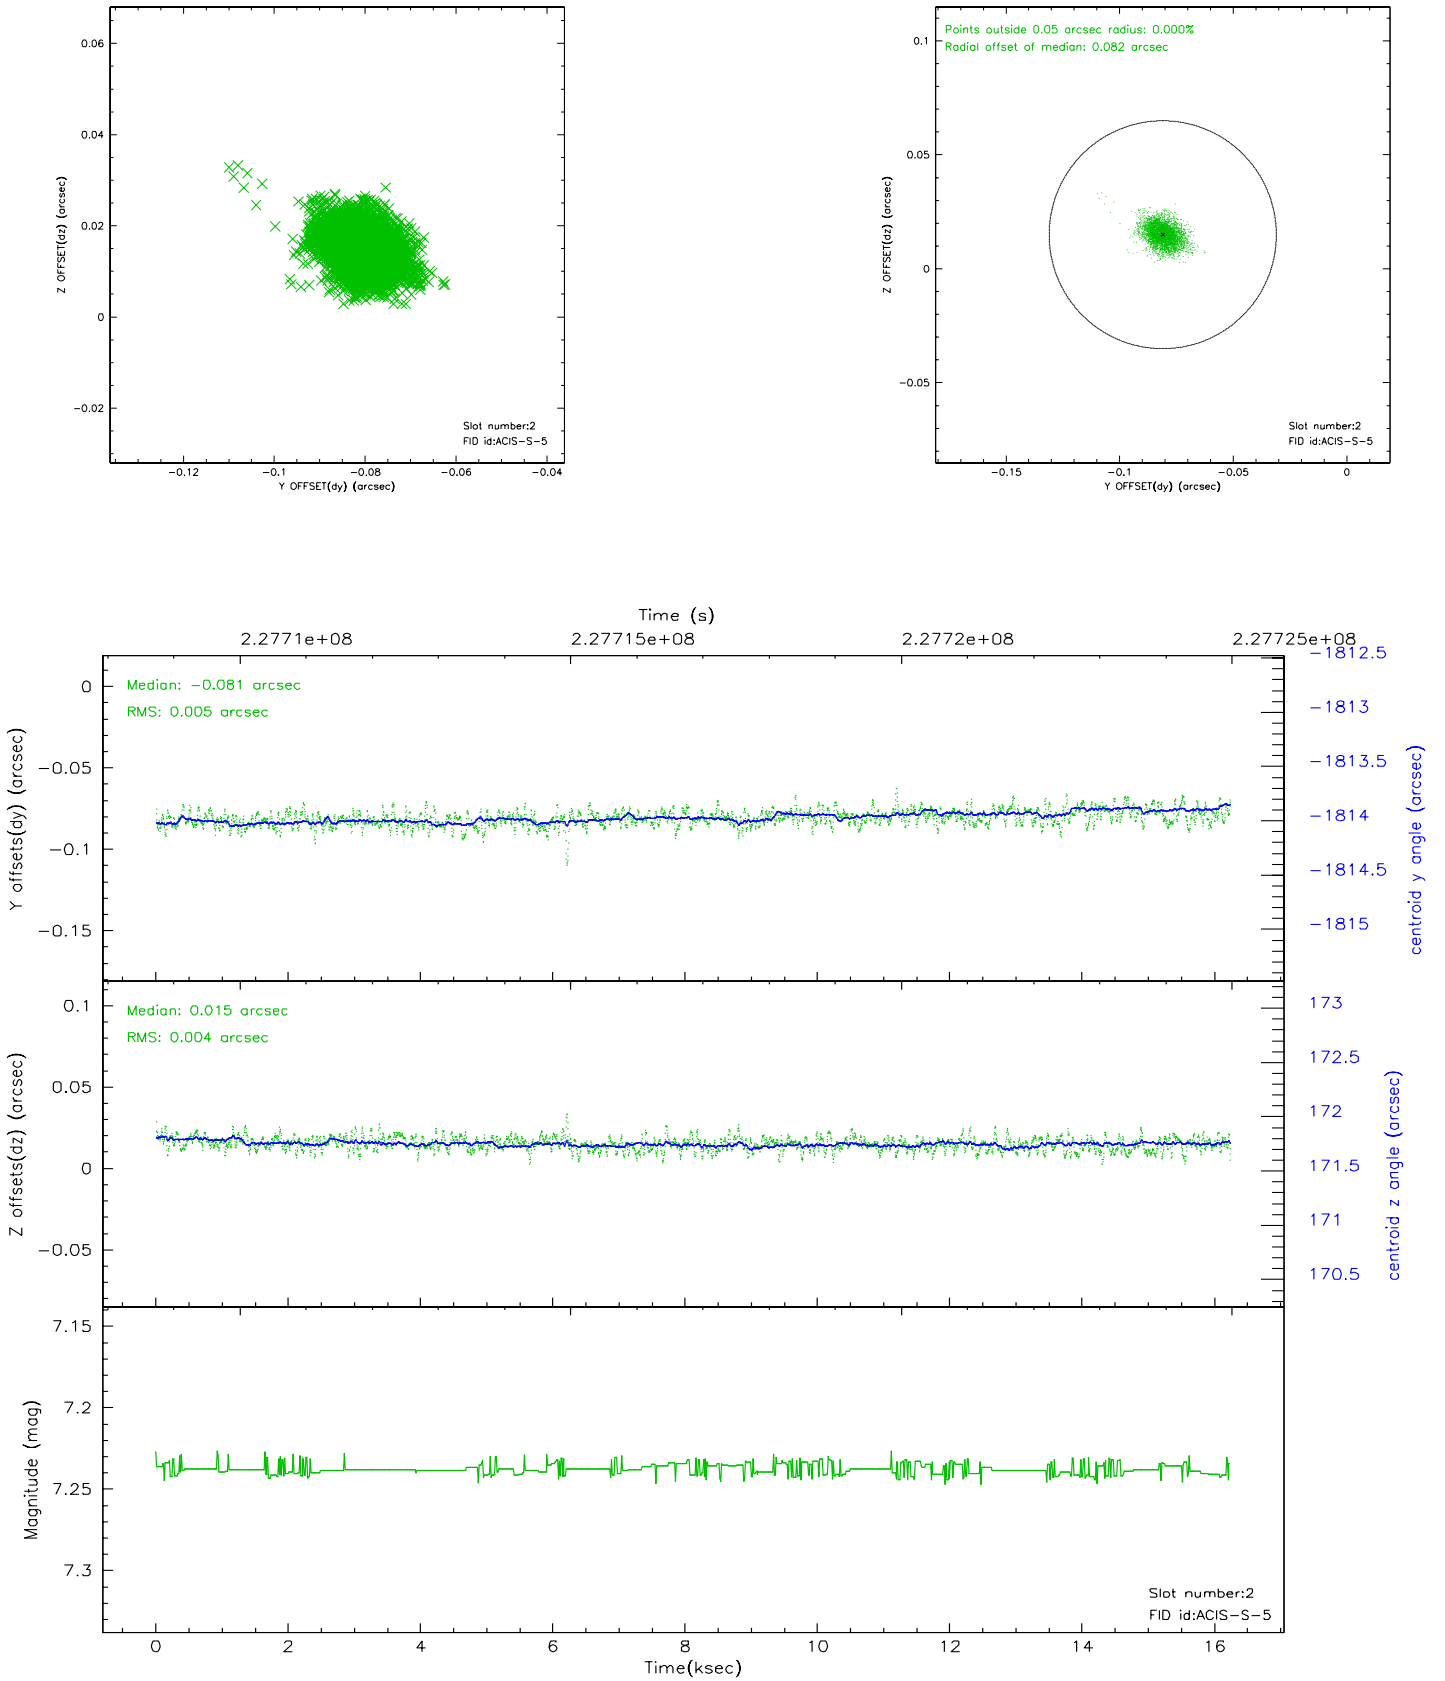 0.06
0.04
0.02
0
−0.02
Z OFFSET(dz) (arcsec)
Slot number:2
FID id:ACIS−S−5
−0.12
−0.1
−0.08
−0.06
−0.04
Y OFFSET(dy) (arcsec)
Points outside 0.05 arcsec radius: 0.000%
Radial offset of median: 0.082 arcsec
0.1
0.05
0
−0.05
Z OFFSET(dz) (arcsec)
Slot number:2
FID id:ACIS−S−5
−0.15
−0.1
−0.05
0
Y OFFSET(dy) (arcsec)
Time (s)
2.2771e+08
2.27715e+08
2.2772e+08
2.27725e+08
Median: −0.081 arcsec
RMS: 0.005 arcsec
0
−0.05
−0.1
−0.15
Y offsets(dy) (arcsec)
−1812.5
−1813
−1813.5
−1814
−1814.5
−1815
centroid y angle (arcsec)
Median: 0.015 arcsec
RMS: 0.004 arcsec
0.1
0.05
0
−0.05
Z offsets(dz) (arcsec)
173
172.5
172
171.5
171
170.5
centroid z angle (arcsec)
7.15
7.2
7.25
7.3
Magnitude (mag)
Slot number:2
FID id:ACIS−S−5
0
2
4
6
8
10
12
14
16
Time(ksec)